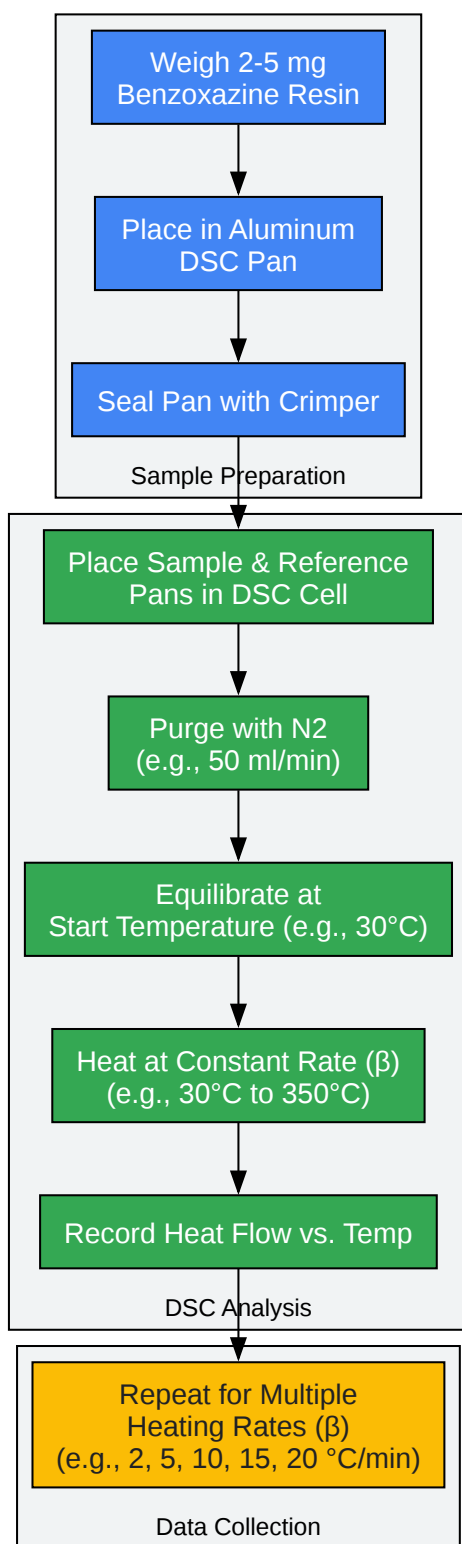 Weigh 2-5 mg
Benzoxazine Resin
Place in Aluminum
DSC Pan
Seal Pan with Crimper
Sample Preparation
Place Sample & Reference
Pans in DSC Cell
Purge with N2
(e.g., 50 ml/min)
Equilibrate at
Start Temperature (e.g., 30°C)
Heat at Constant Rate (β)
(e.g., 30°C to 350°C)
Record Heat Flow vs. Temp
DSC Analysis
Repeat for Multiple
Heating Rates (β)
(e.g., 2, 5, 10, 15, 20 °C/min)
Data Collection